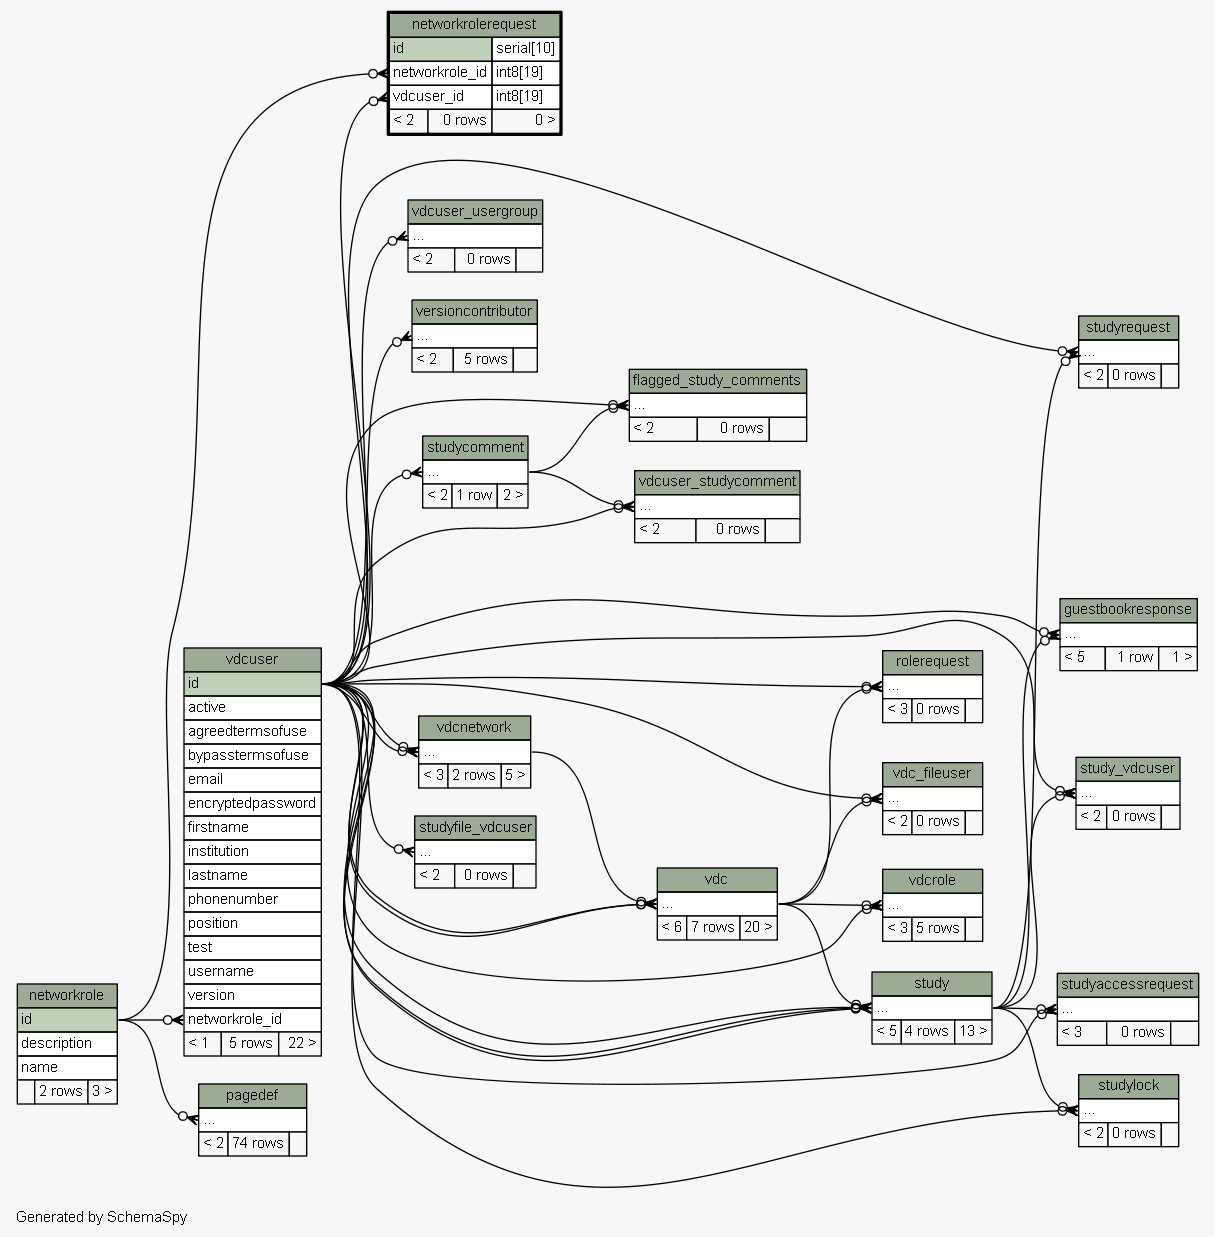 networkrolerequest
id serial[10]
networkrole_id int8[19]
vdcuser_id int8[19]
< 2 0 rows 0 >
vdcuser_usergroup
...
< 2 0 rows
versioncontributor
...
< 2 5 rows
studyrequest
...
< 2 0 rows
flagged_study_comments
...
< 2 0 rows
studycomment
...
< 2 1 row 2 >
vdcuser_studycomment
...
< 2 0 rows
guestbookresponse
...
< 5 1 row 1 >
vdcuser
id
active
agreedtermsofuse
bypasstermsofuse
email
encryptedpassword
firstname
institution
lastname
phonenumber
position
test
username
version
networkrole_id
< 1 5 rows 22 >
rolerequest
...
< 3 0 rows
vdcnetwork
...
< 3 2 rows 5 >
vdc_fileuser
...
< 2 0 rows
study_vdcuser
...
< 2 0 rows
studyfile_vdcuser
...
< 2 0 rows
vdc
...
< 6 7 rows 20 >
vdcrole
...
< 3 5 rows
study
...
< 5 4 rows 13 >
studyaccessrequest
...
< 3 0 rows
networkrole
id
description
name
2 rows 3 >
pagedef
...
< 2 74 rows
studylock
...
< 2 0 rows
Generated by SchemaSpy